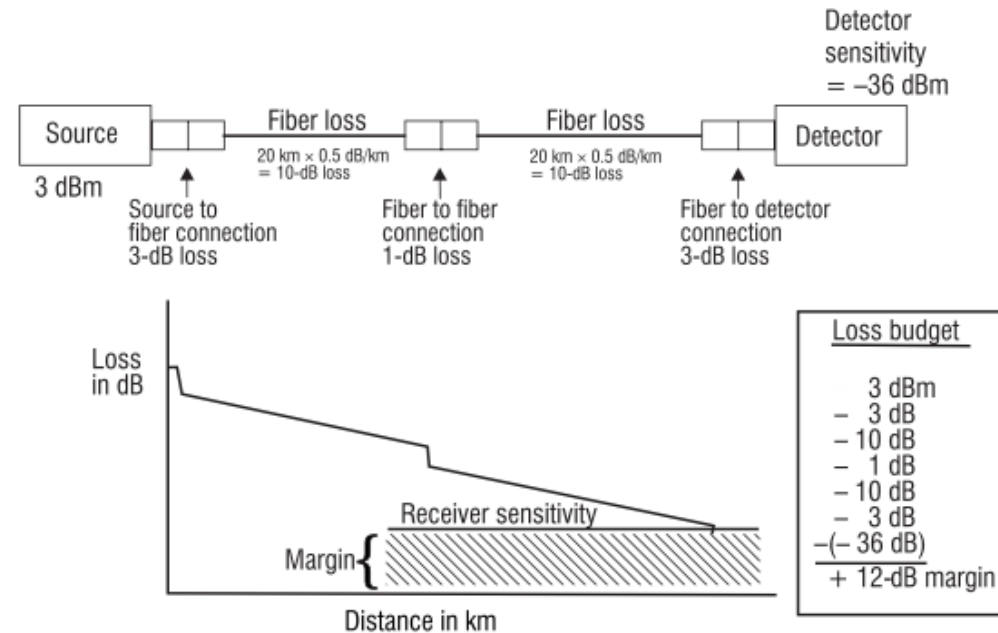 Detector
sensitivity
= –36 dBm
Source
Fiber loss
Fiber loss
Detector
20 km × 0.5 dB/km
= 10-dB loss
20 km × 0.5 dB/km
= 10-dB loss
3 dBm
Source to
fiber connection
3-dB loss
Fiber to fiber
connection
1-dB loss
Fiber to detector
connection
3-dB loss
Loss
in dB
Receiver sensitivity
Margin
Distance in km
Loss budget
3 dBm
– 3 dB
– 10 dB
– 1 dB
– 10 dB
– 3 dB
–(– 36 dB)
+ 12-dB margin